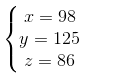 x = 98
y = 125
z = 86